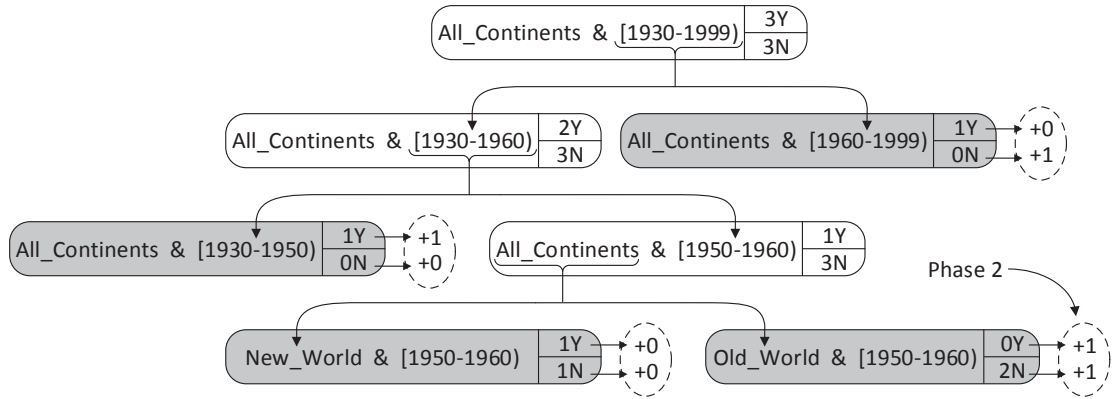 All_Continents & [1930-1999) 3Y
3N
All_Continents & [1930-1960) 2Y
3N
All_Continents & [1960-1999) 1Y +0
0N +1
All_Continents & [1930-1950) 1Y +1
0N +0
All_Continents & [1950-1960) 1Y
3N
Phase 2
New_World & [1950-1960) 1Y +0
1N +0
Old_World & [1950-1960) 0Y +1
2N +1